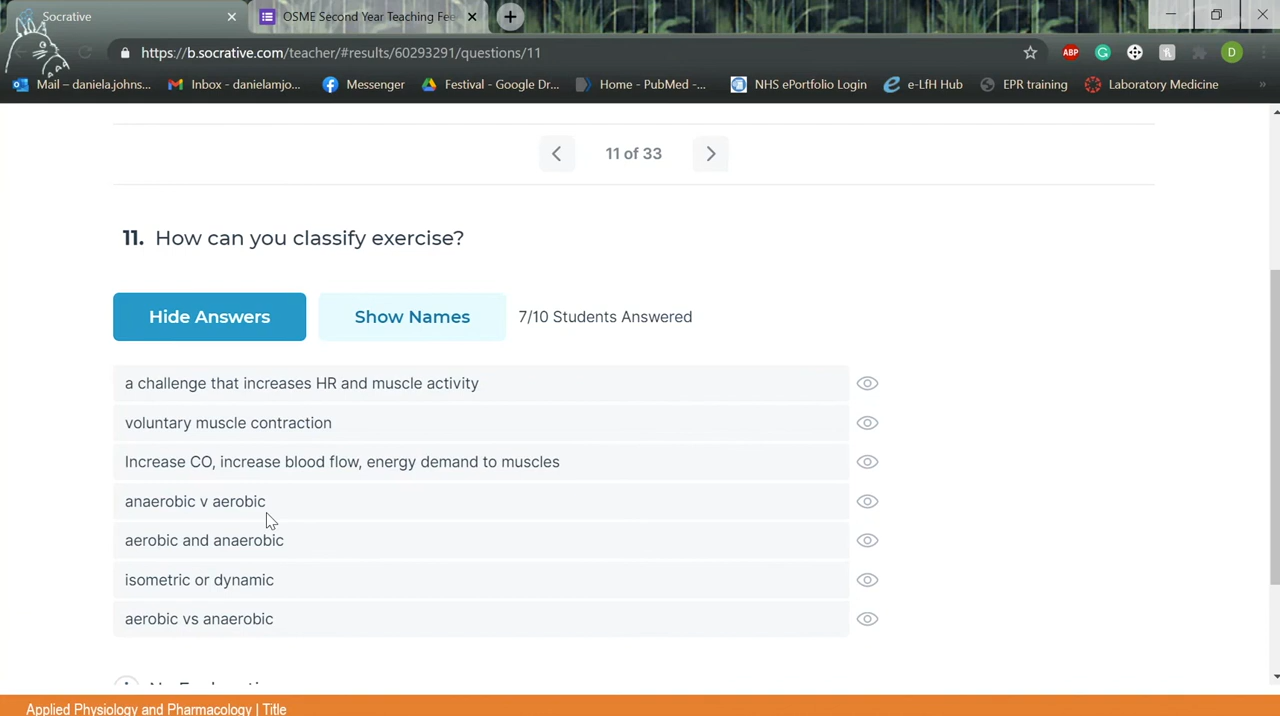 Socrative
OSME Second Year Teaching Fee
https://b.socrative.com/teacher/#results/60293291/questions/11
ABP
D
Mail – daniela.johns...
Inbox - danielamjo...
Messenger
Festival - Google Dr...
Home - PubMed -...
NHS ePortfolio Login
e-LfH Hub
EPR training
Laboratory Medicine
»
11 of 33
11. How can you classify exercise?
Hide Answers
Show Names
7/10 Students Answered
a challenge that increases HR and muscle activity
voluntary muscle contraction
Increase CO, increase blood flow, energy demand to muscles
anaerobic v aerobic
aerobic and anaerobic
isometric or dynamic
aerobic vs anaerobic
Applied Physiology and Pharmacology | Title